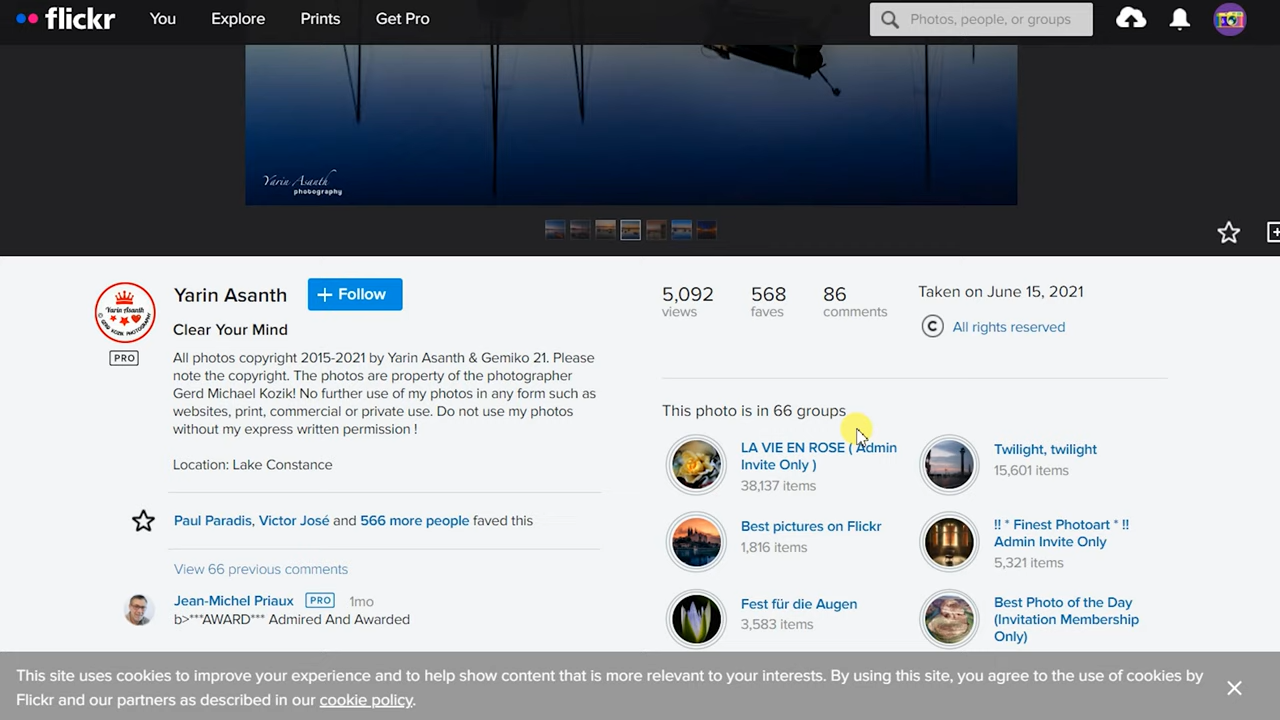 flickr You Explore Prints Get Pro Photos, people, or groups
Yarin Asanth
photography
Yarin Asanth + Follow
PRO
Clear Your Mind
All photos copyright 2015-2021 by Yarin Asanth & Gemiko 21. Please
note the copyright. The photos are property of the photographer
Gerd Michael Kozik! No further use of my photos in any form such as
websites, print, commercial or private use. Do not use my photos
without my express written permission !
Location: Lake Constance
Paul Paradis, Victor José and 566 more people faved this
View 66 previous comments
Jean-Michel Priaux PRO 1mo
b>***AWARD*** Admired And Awarded
5,092 568 86
views faves comments
Taken on June 15, 2021
© All rights reserved
This photo is in 66 groups
LA VIE EN ROSE ( Admin
Invite Only )
38,137 items
Twilight, twilight
15,601 items
Best pictures on Flickr
1,816 items
!! * Finest Photoart * !!
Admin Invite Only
5,321 items
Fest für die Augen
3,583 items
Best Photo of the Day
(Invitation Membership
Only)
This site uses cookies to improve your experience and to help show content that is more relevant to your interests. By using this site, you agree to the use of cookies by
Flickr and our partners as described in our cookie policy.